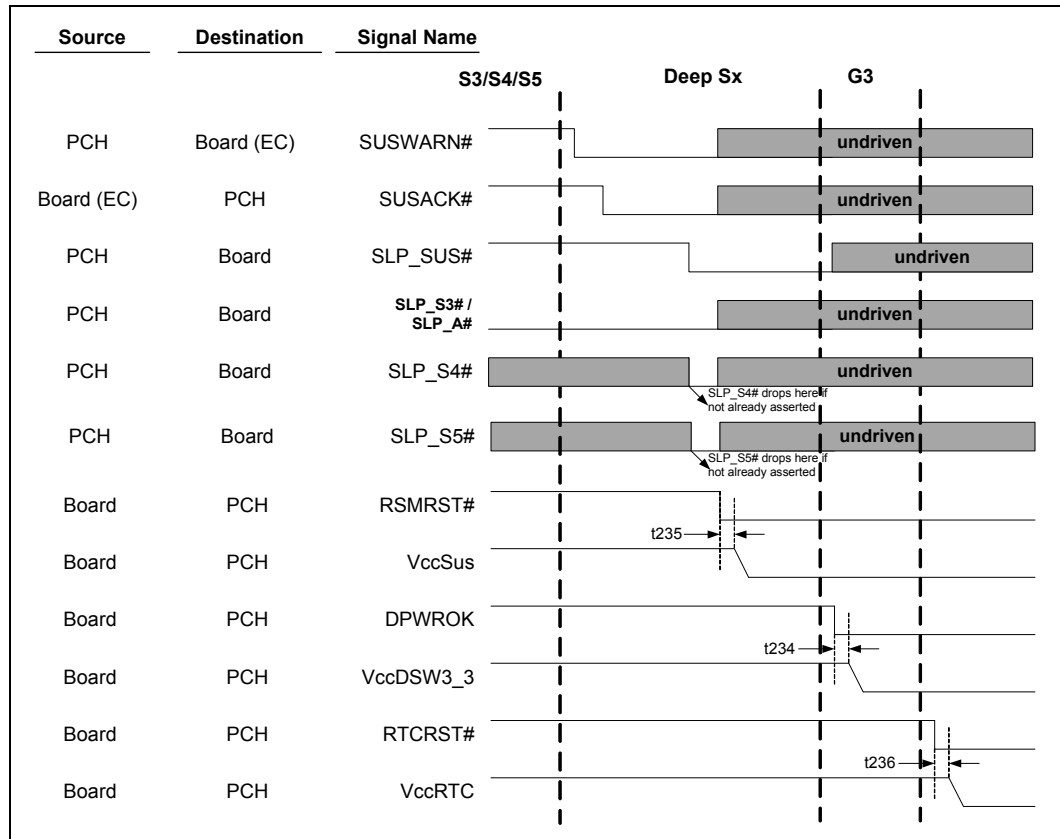 Source Destination Signal Name
S3/S4/S5 Deep Sx G3
PCH Board (EC) SUSWARN# undriven
Board (EC) PCH SUSACK# undriven
PCH Board SLP_SUS# undriven
PCH Board SLP_S3# / SLP_A# undriven
PCH Board SLP_S4# undriven
SLP_S4# drops here if
not already asserted
PCH Board SLP_S5# undriven
SLP_S5# drops here if
not already asserted
Board PCH RSMRST#
t235
Board PCH VccSus
Board PCH DPWROK
t234
Board PCH VccDSW3_3
Board PCH RTCRST#
t236
Board PCH VccRTC